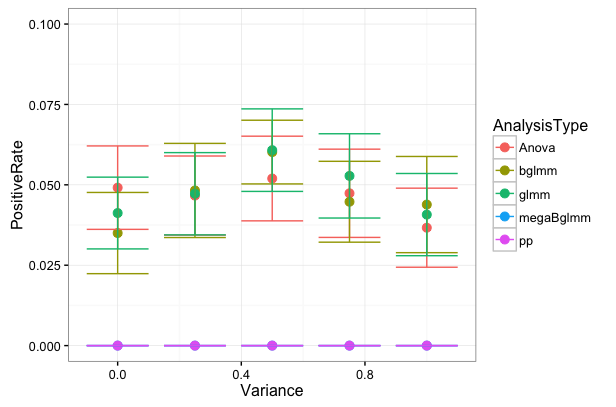 0.100
0.075
0.050
0.025
0.000
PositiveRate
0.0
0.4
0.8
Variance
AnalysisType
Anova
bglmm
glmm
megaBglmm
pp